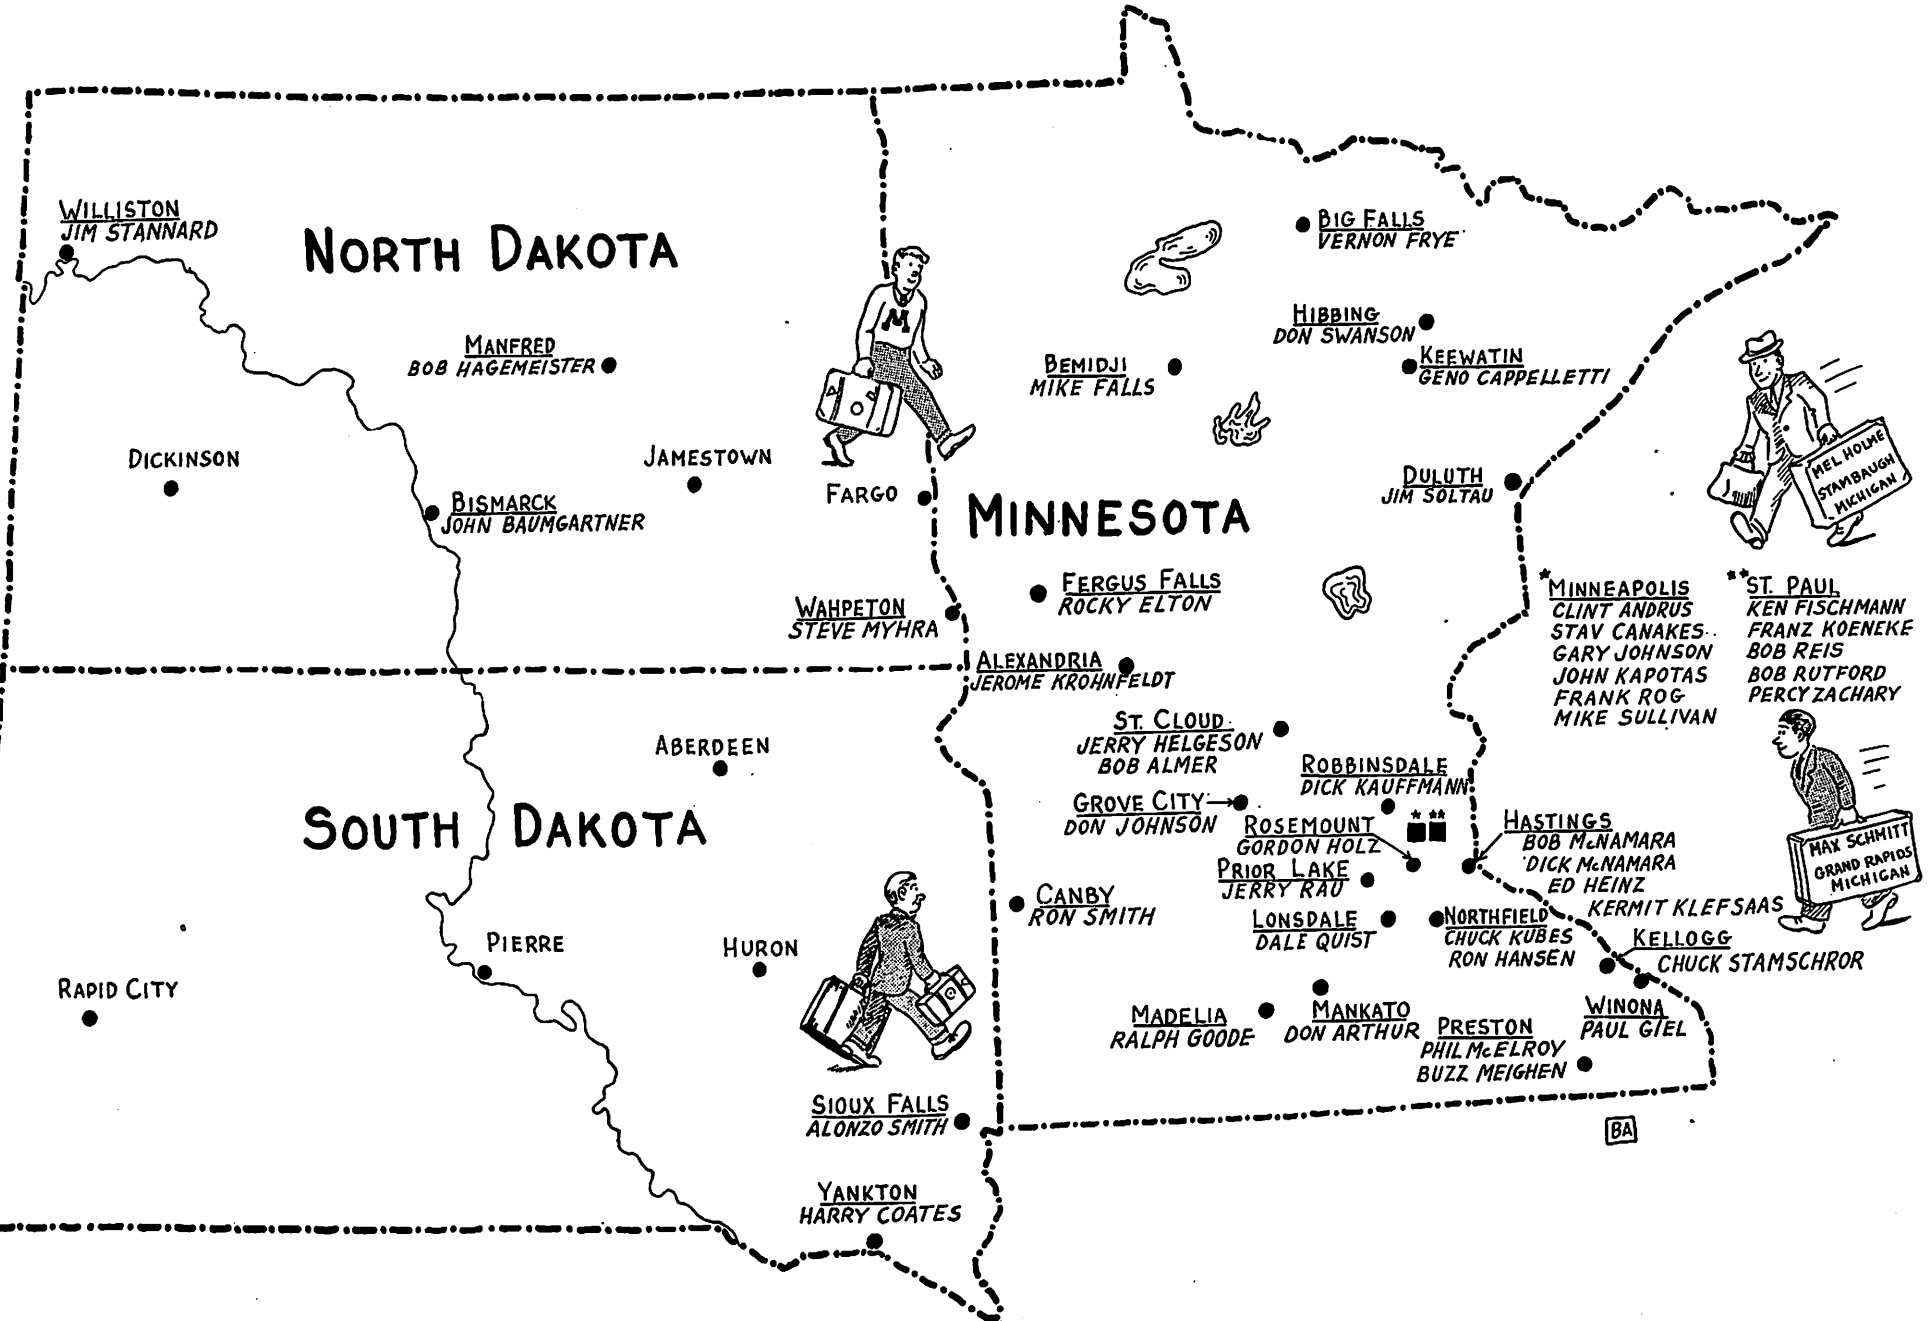 WILLISTON
JIM STANNARD
NORTH DAKOTA
MANFRED
BOB HAGEMEISTER
DICKINSON
BISMARCK
JOHN BAUMGARTNER
JAMESTOWN
FARGO
WAHPETON
STEVE MYHRA
M
SOUTH DAKOTA
ABERDEEN
PIERRE
HURON
RAPID CITY
SIOUX FALLS
ALONZO SMITH
YANKTON
HARRY COATES
MINNESOTA
BIG FALLS
VERNON FRYE
HIBBING
DON SWANSON
KEEWATIN
GENO CAPPELLETTI
BEMIDJI
MIKE FALLS
DULUTH
JIM SOLTAU
FERGUS FALLS
ROCKY ELTON
ALEXANDRIA
JEROME KROHNFELDT
ST. CLOUD
JERRY HELGESON
BOB ALMER
ROBBINSDALE
DICK KAUFFMANN
GROVE CITY
DON JOHNSON
ROSEMOUNT
GORDON HOLZ
* **
PRIOR LAKE
JERRY RAU
CANBY
RON SMITH
LONSDALE
DALE QUIST
NORTHFIELD
CHUCK KUBES
RON HANSEN
HASTINGS
BOB McNAMARA
DICK McNAMARA
ED HEINZ
KERMIT KLEFSAAS
KELLOGG
CHUCK STAMSCHROR
MADELIA
RALPH GOODE
MANKATO
DON ARTHUR
WINONA
PAUL GIEL
PRESTON
PHIL McELROY
BUZZ MEIGHEN
MEL HOLME
STAMBAUGH
MICHIGAN
*MINNEAPOLIS
CLINT ANDRUS
STAV CANAKES
GARY JOHNSON
JOHN KAPOTAS
FRANK ROG
MIKE SULLIVAN
**ST. PAUL
KEN FISCHMANN
FRANZ KOENEKE
BOB REIS
BOB RUTFORD
PERCY ZACHARY
MAX SCHMITT
GRAND RAPIDS
MICHIGAN
BA